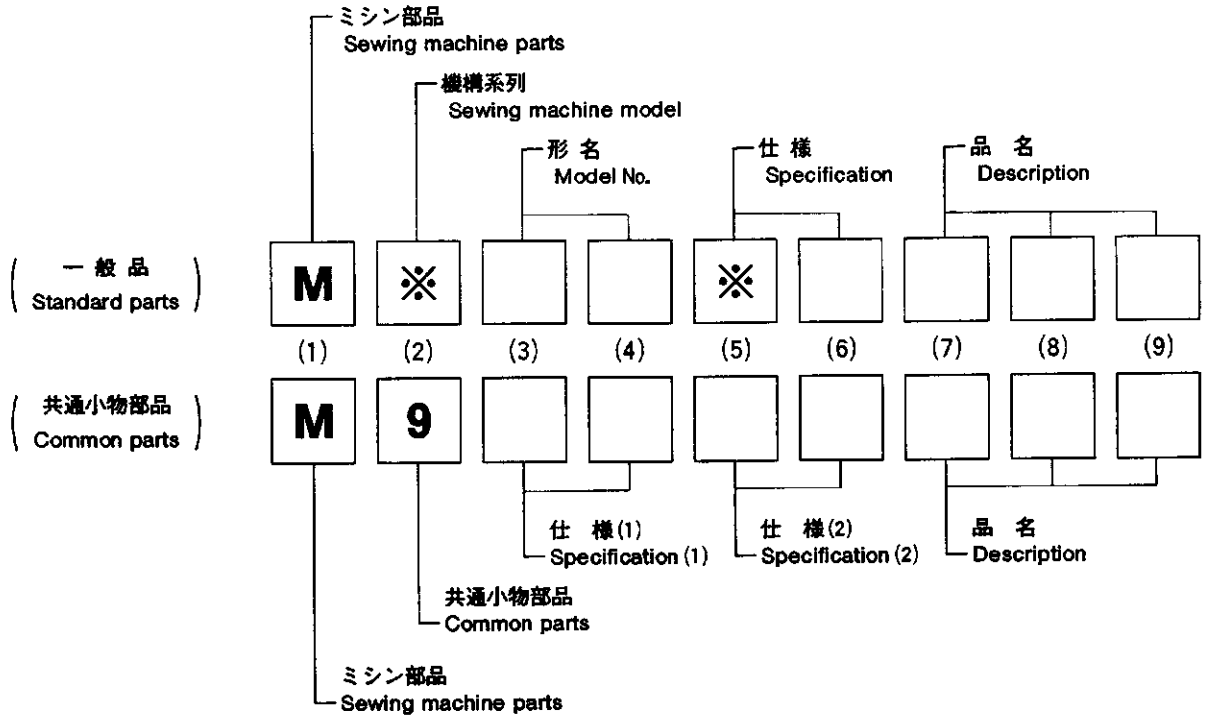 ミシン部品
Sewing machine parts
機構系列
Sewing machine model
形 名
Model No.
仕 様
Specification
品 名
Description
( 一 般 品 )
Standard parts
M ※ ※
(1) (2) (3) (4) (5) (6) (7) (8) (9)
( 共通小物部品 )
Common parts
M 9
仕 様(1)
Specification (1)
仕 様(2)
Specification (2)
品 名
Description
共通小物部品
Common parts
ミシン部品
Sewing machine parts